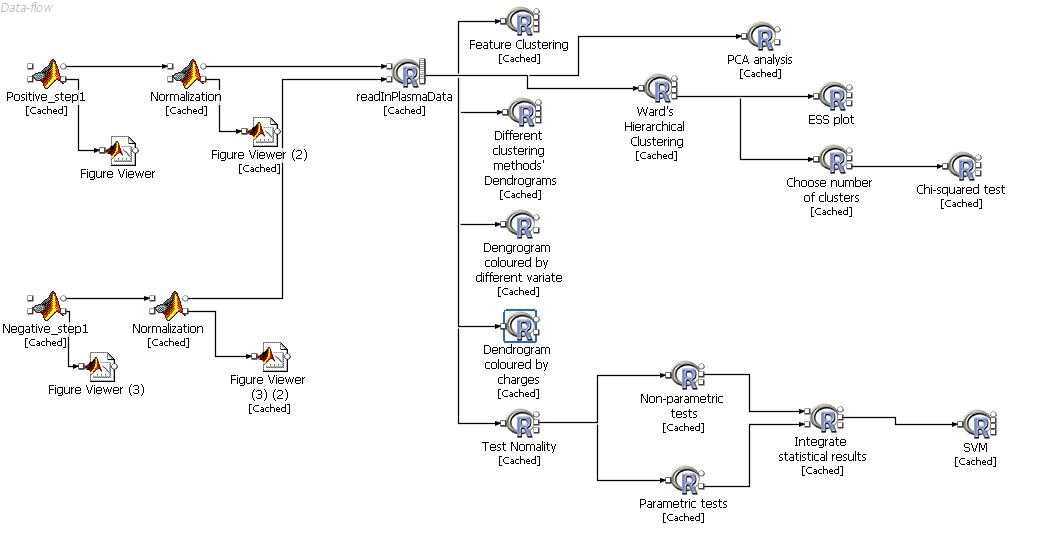 Data-flow
Feature Clustering
[Cached]
PCA analysis
[Cached]
Positive_step1
[Cached]
Normalization
[Cached]
readInPlasmaData
[Cached]
Ward's
Hierarchical
Clustering
[Cached]
ESS plot
Different
clustering
methods'
Dendrograms
[Cached]
Figure Viewer
Figure Viewer (2)
[Cached]
Choose number
of clusters
[Cached]
Chi-squared test
[Cached]
Dengrogram
coloured by
different variate
[Cached]
Negative_step1
[Cached]
Normalization
[Cached]
Dendrogram
coloured by
charges
[Cached]
Figure Viewer (3)
Figure Viewer
(3) (2)
[Cached]
Non-parametric
tests
[Cached]
Test Nomality
[Cached]
Integrate
statistical results
[Cached]
SVM
[Cached]
Parametric tests
[Cached]